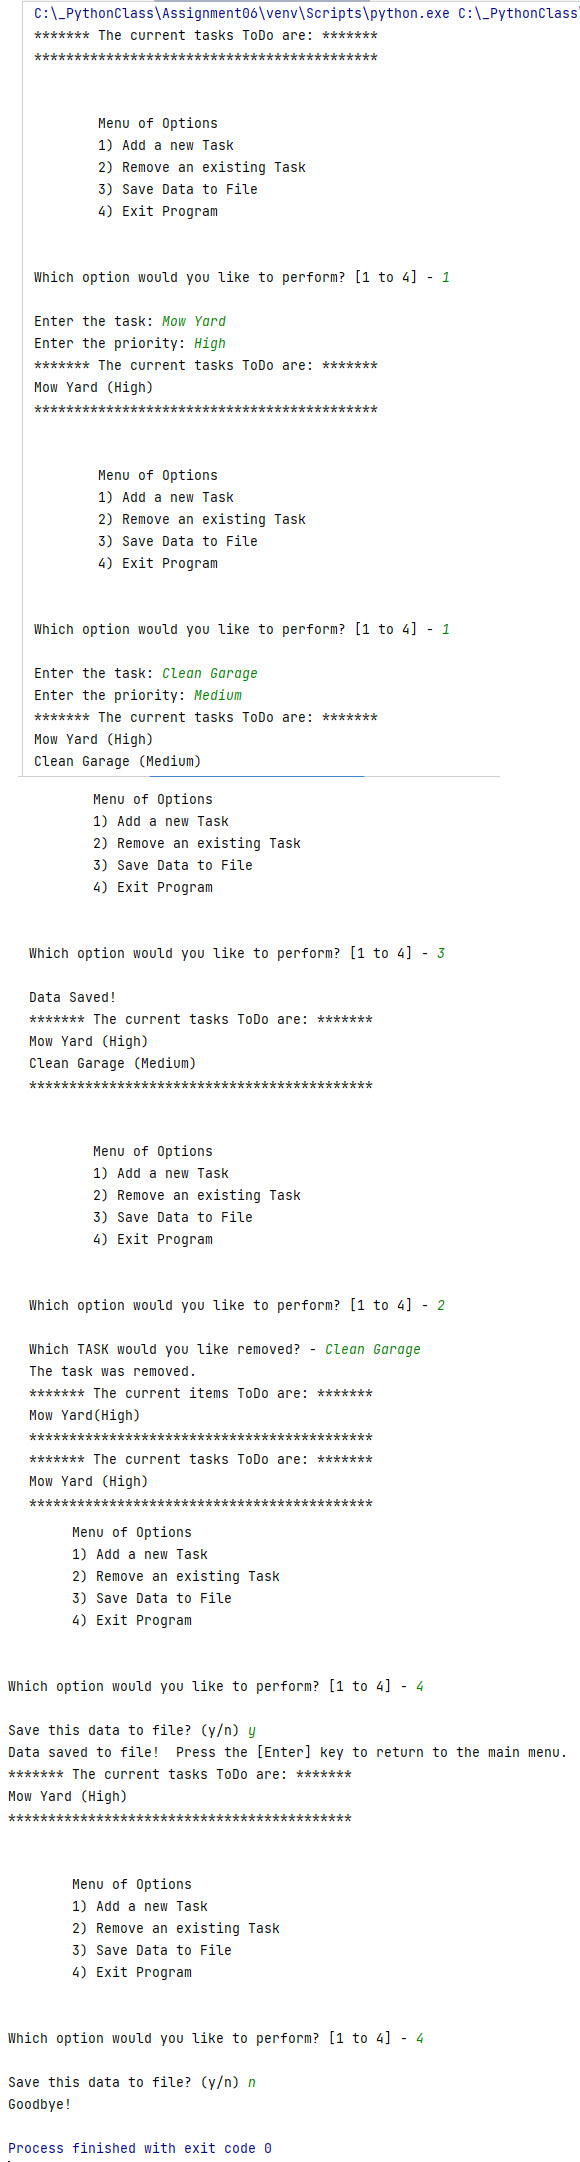 C:\_PythonClass\Assignment06\venv\Scripts\python.exe C:\_PythonClass\
******* The current tasks ToDo are: *******
*******************************************
Menu of Options
1) Add a new Task
2) Remove an existing Task
3) Save Data to File
4) Exit Program
Which option would you like to perform? [1 to 4] - 1
Enter the task: Mow Yard
Enter the priority: High
******* The current tasks ToDo are: *******
Mow Yard (High)
*******************************************
Menu of Options
1) Add a new Task
2) Remove an existing Task
3) Save Data to File
4) Exit Program
Which option would you like to perform? [1 to 4] - 1
Enter the task: Clean Garage
Enter the priority: Medium
******* The current tasks ToDo are: *******
Mow Yard (High)
Clean Garage (Medium)
Menu of Options
1) Add a new Task
2) Remove an existing Task
3) Save Data to File
4) Exit Program
Which option would you like to perform? [1 to 4] - 3
Data Saved!
******* The current tasks ToDo are: *******
Mow Yard (High)
Clean Garage (Medium)
*******************************************
Menu of Options
1) Add a new Task
2) Remove an existing Task
3) Save Data to File
4) Exit Program
Which option would you like to perform? [1 to 4] - 2
Which TASK would you like removed? - Clean Garage
The task was removed.
******* The current items ToDo are: *******
Mow Yard(High)
*******************************************
******* The current tasks ToDo are: *******
Mow Yard (High)
*******************************************
Menu of Options
1) Add a new Task
2) Remove an existing Task
3) Save Data to File
4) Exit Program
Which option would you like to perform? [1 to 4] - 4
Save this data to file? (y/n) y
Data saved to file!  Press the [Enter] key to return to the main menu.
******* The current tasks ToDo are: *******
Mow Yard (High)
*******************************************
Menu of Options
1) Add a new Task
2) Remove an existing Task
3) Save Data to File
4) Exit Program
Which option would you like to perform? [1 to 4] - 4
Save this data to file? (y/n) n
Goodbye!
Process finished with exit code 0